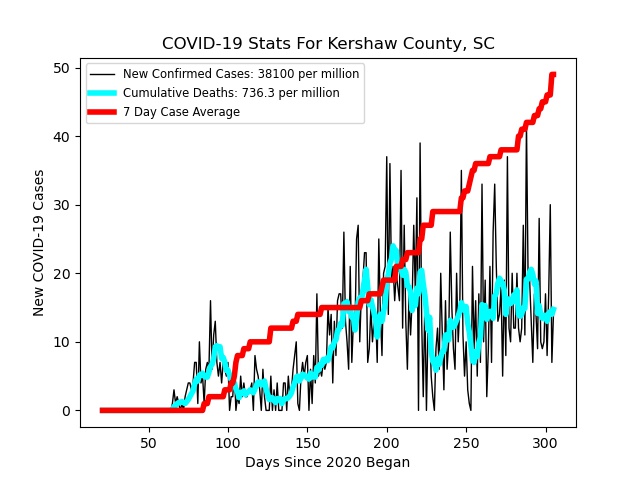 COVID-19 Stats For Kershaw County, SC
New Confirmed Cases: 38100 per million
Cumulative Deaths: 736.3 per million
7 Day Case Average
New COVID-19 Cases
50
40
30
20
10
0
50 100 150 200 250 300
Days Since 2020 Began